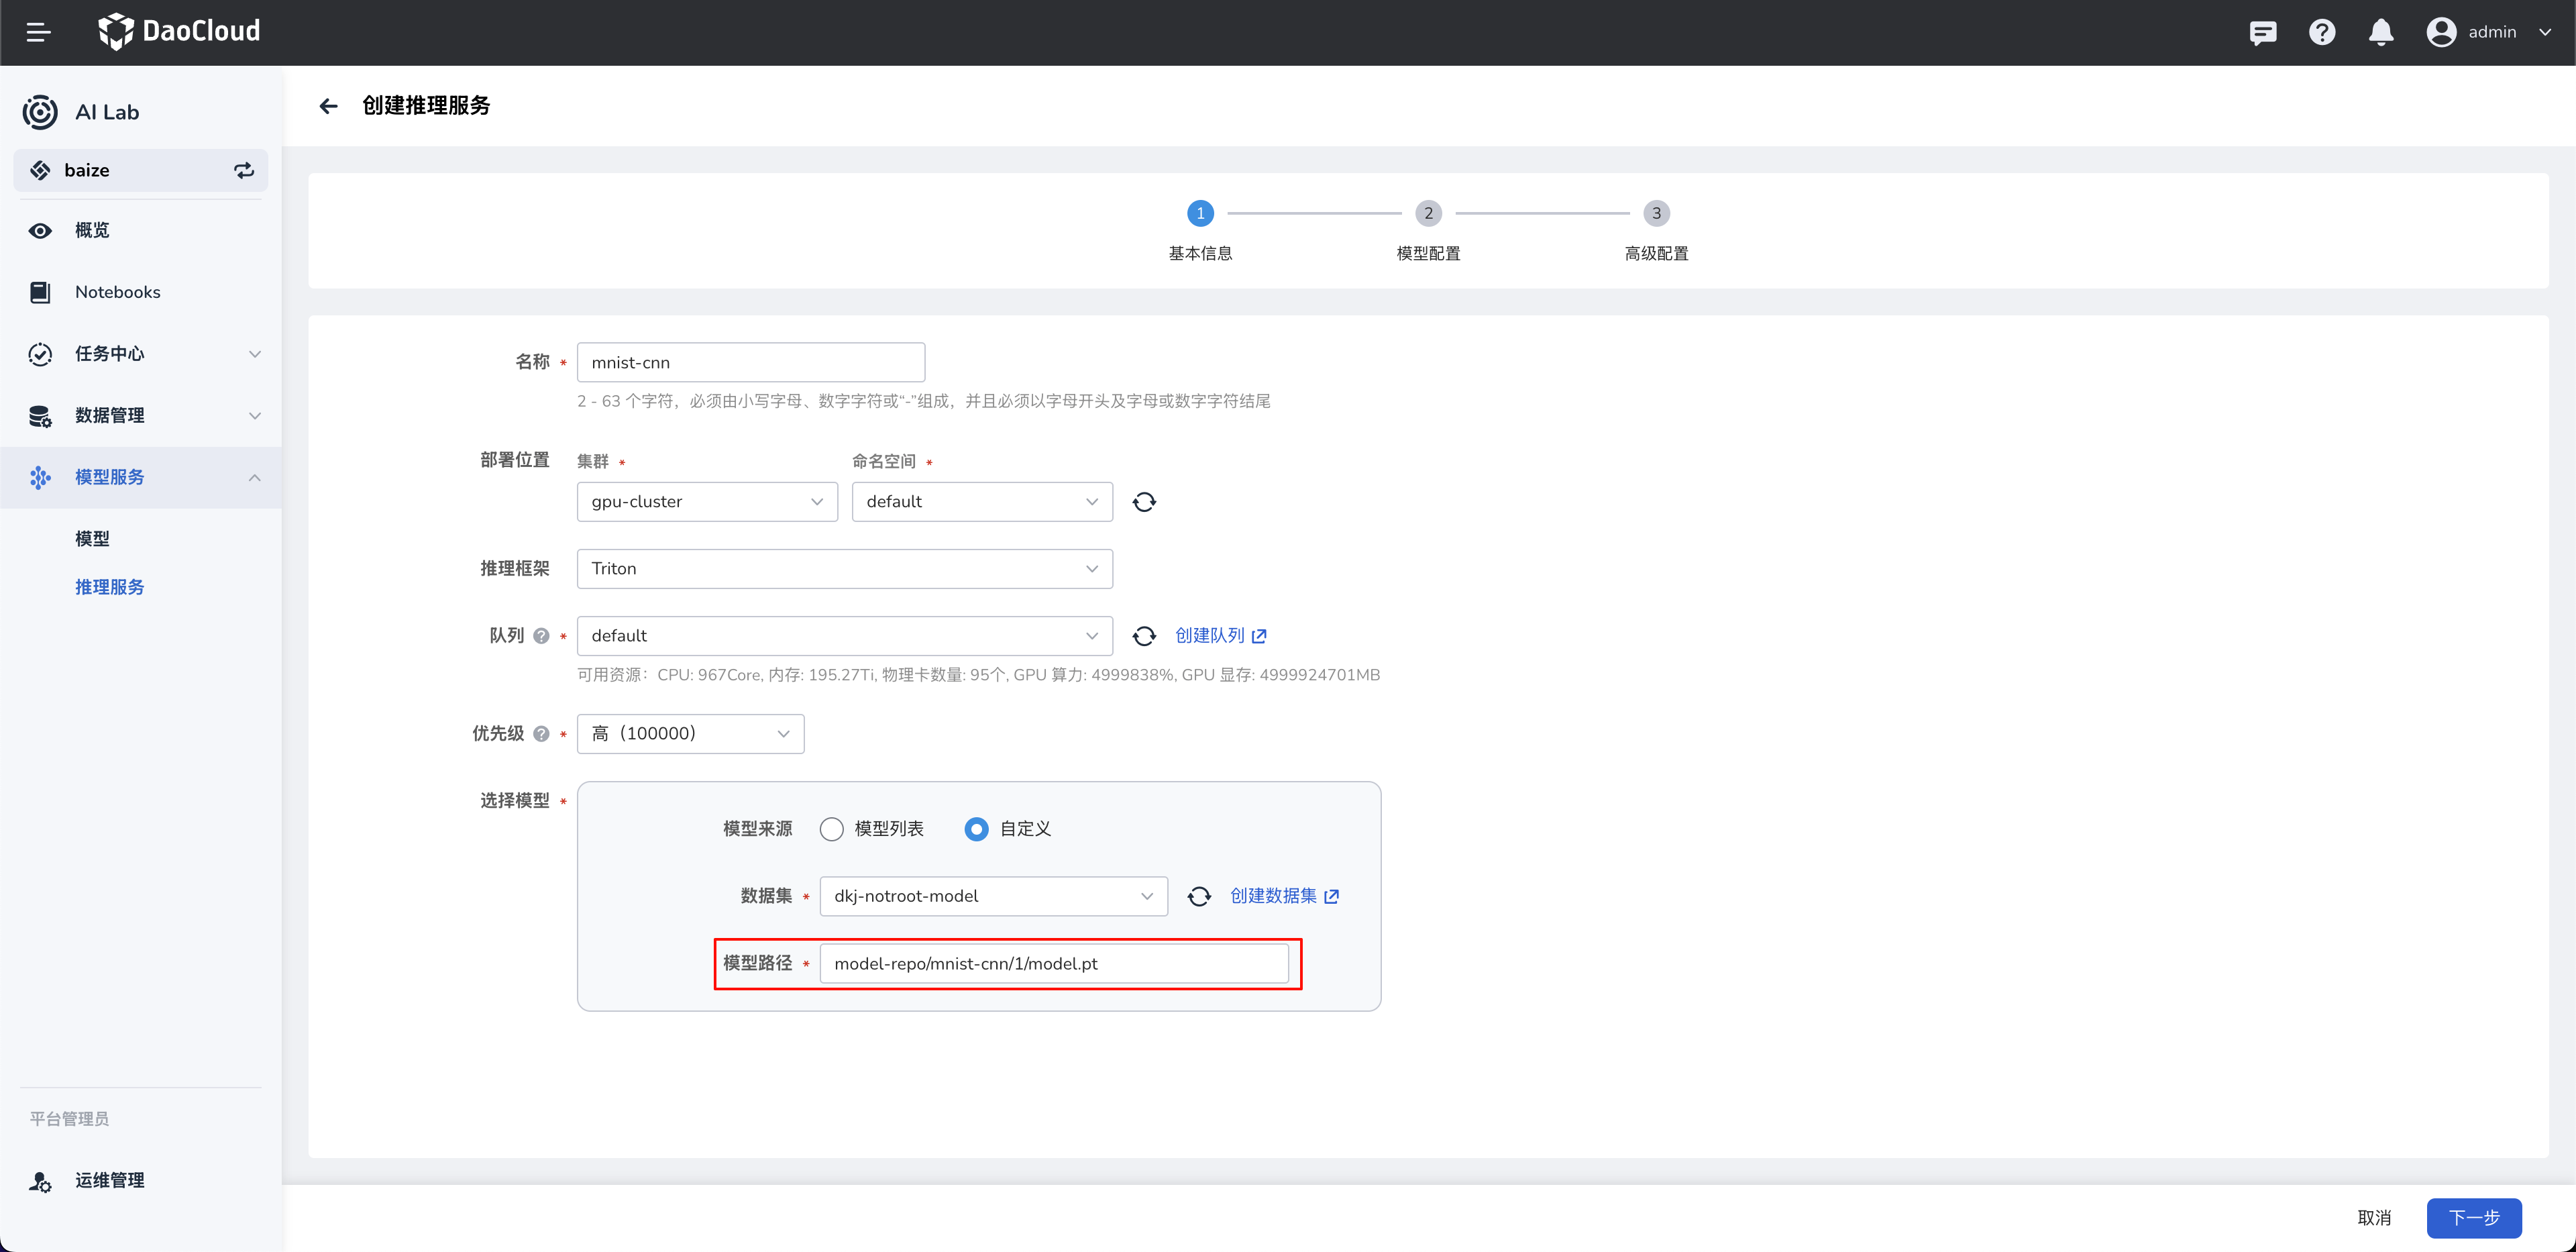 DaoCloud
admin
AI Lab
baize
概览
Notebooks
任务中心
数据管理
模型服务
模型
推理服务
平台管理员
运维管理
创建推理服务
1
2
3
基本信息
模型配置
高级配置
名称 * mnist-cnn
2 - 63 个字符，必须由小写字母、数字字符或“-”组成，并且必须以字母开头及字母或数字字符结尾
部署位置 集群 * 命名空间 *
gpu-cluster default
推理框架 Triton
队列 ? * default 创建队列
可用资源：CPU: 967Core, 内存: 195.27Ti, 物理卡数量: 95个, GPU 算力: 4999838%, GPU 显存: 4999924701MB
优先级 ? * 高（100000）
选择模型 *
模型来源 模型列表 自定义
数据集 * dkj-notroot-model 创建数据集
模型路径 * model-repo/mnist-cnn/1/model.pt
取消 下一步